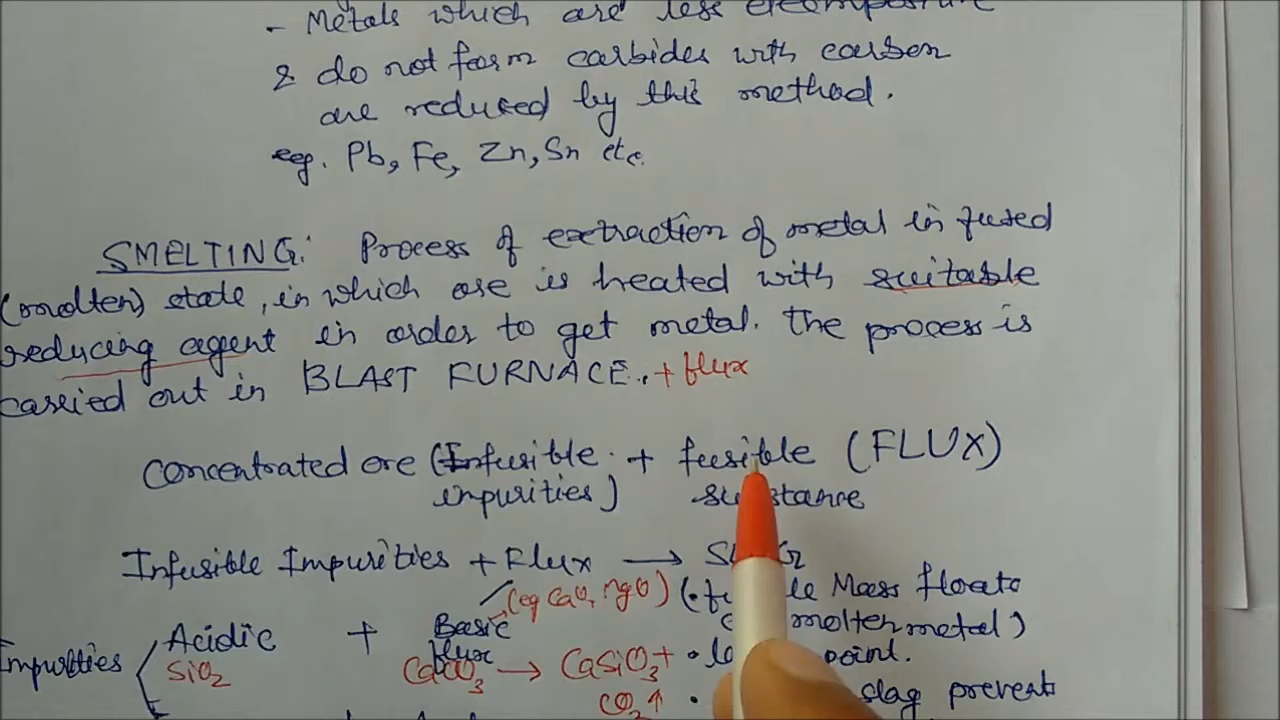 - Metals which are less
& do not form carbides with carbon
are reduced by this method.
eg. Pb, Fe, Zn, Sn etc.
SMELTING: Process of extraction of metal in fused
(molten) state, in which ore is heated with suitable
reducing agent in order to get metal. The process is
carried out in BLAST FURNACE. + flux
Concentrated ore (Infusible + fusible (FLUX)
impurities) substance
Infusible Impurities + Flux → 
(eg CaO, MgO) ( Mass floats
molten metal)
Acidic + Basic
Impurities flux
SiO2 CaCO3 → CaSiO3 + • point.
CO2 ↑ • slag prevents